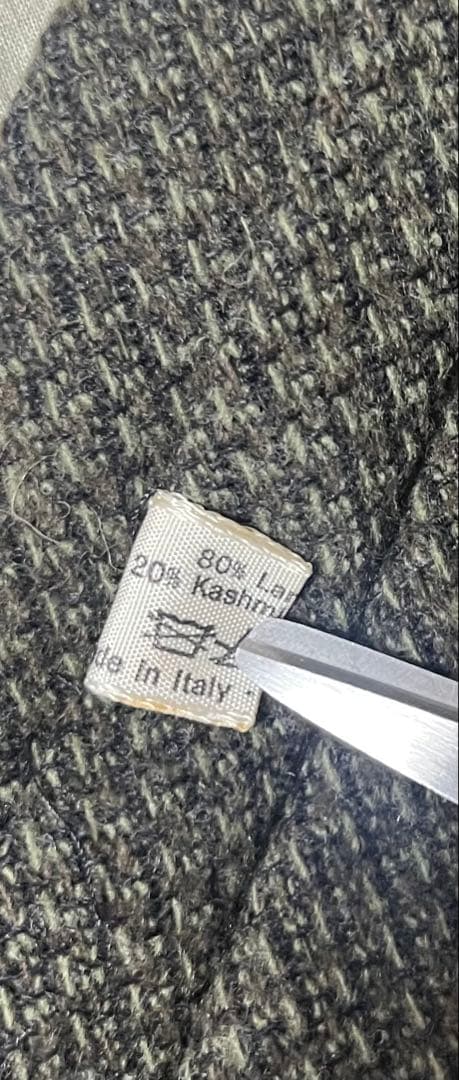 80% La
20% Kashm
de in Italy